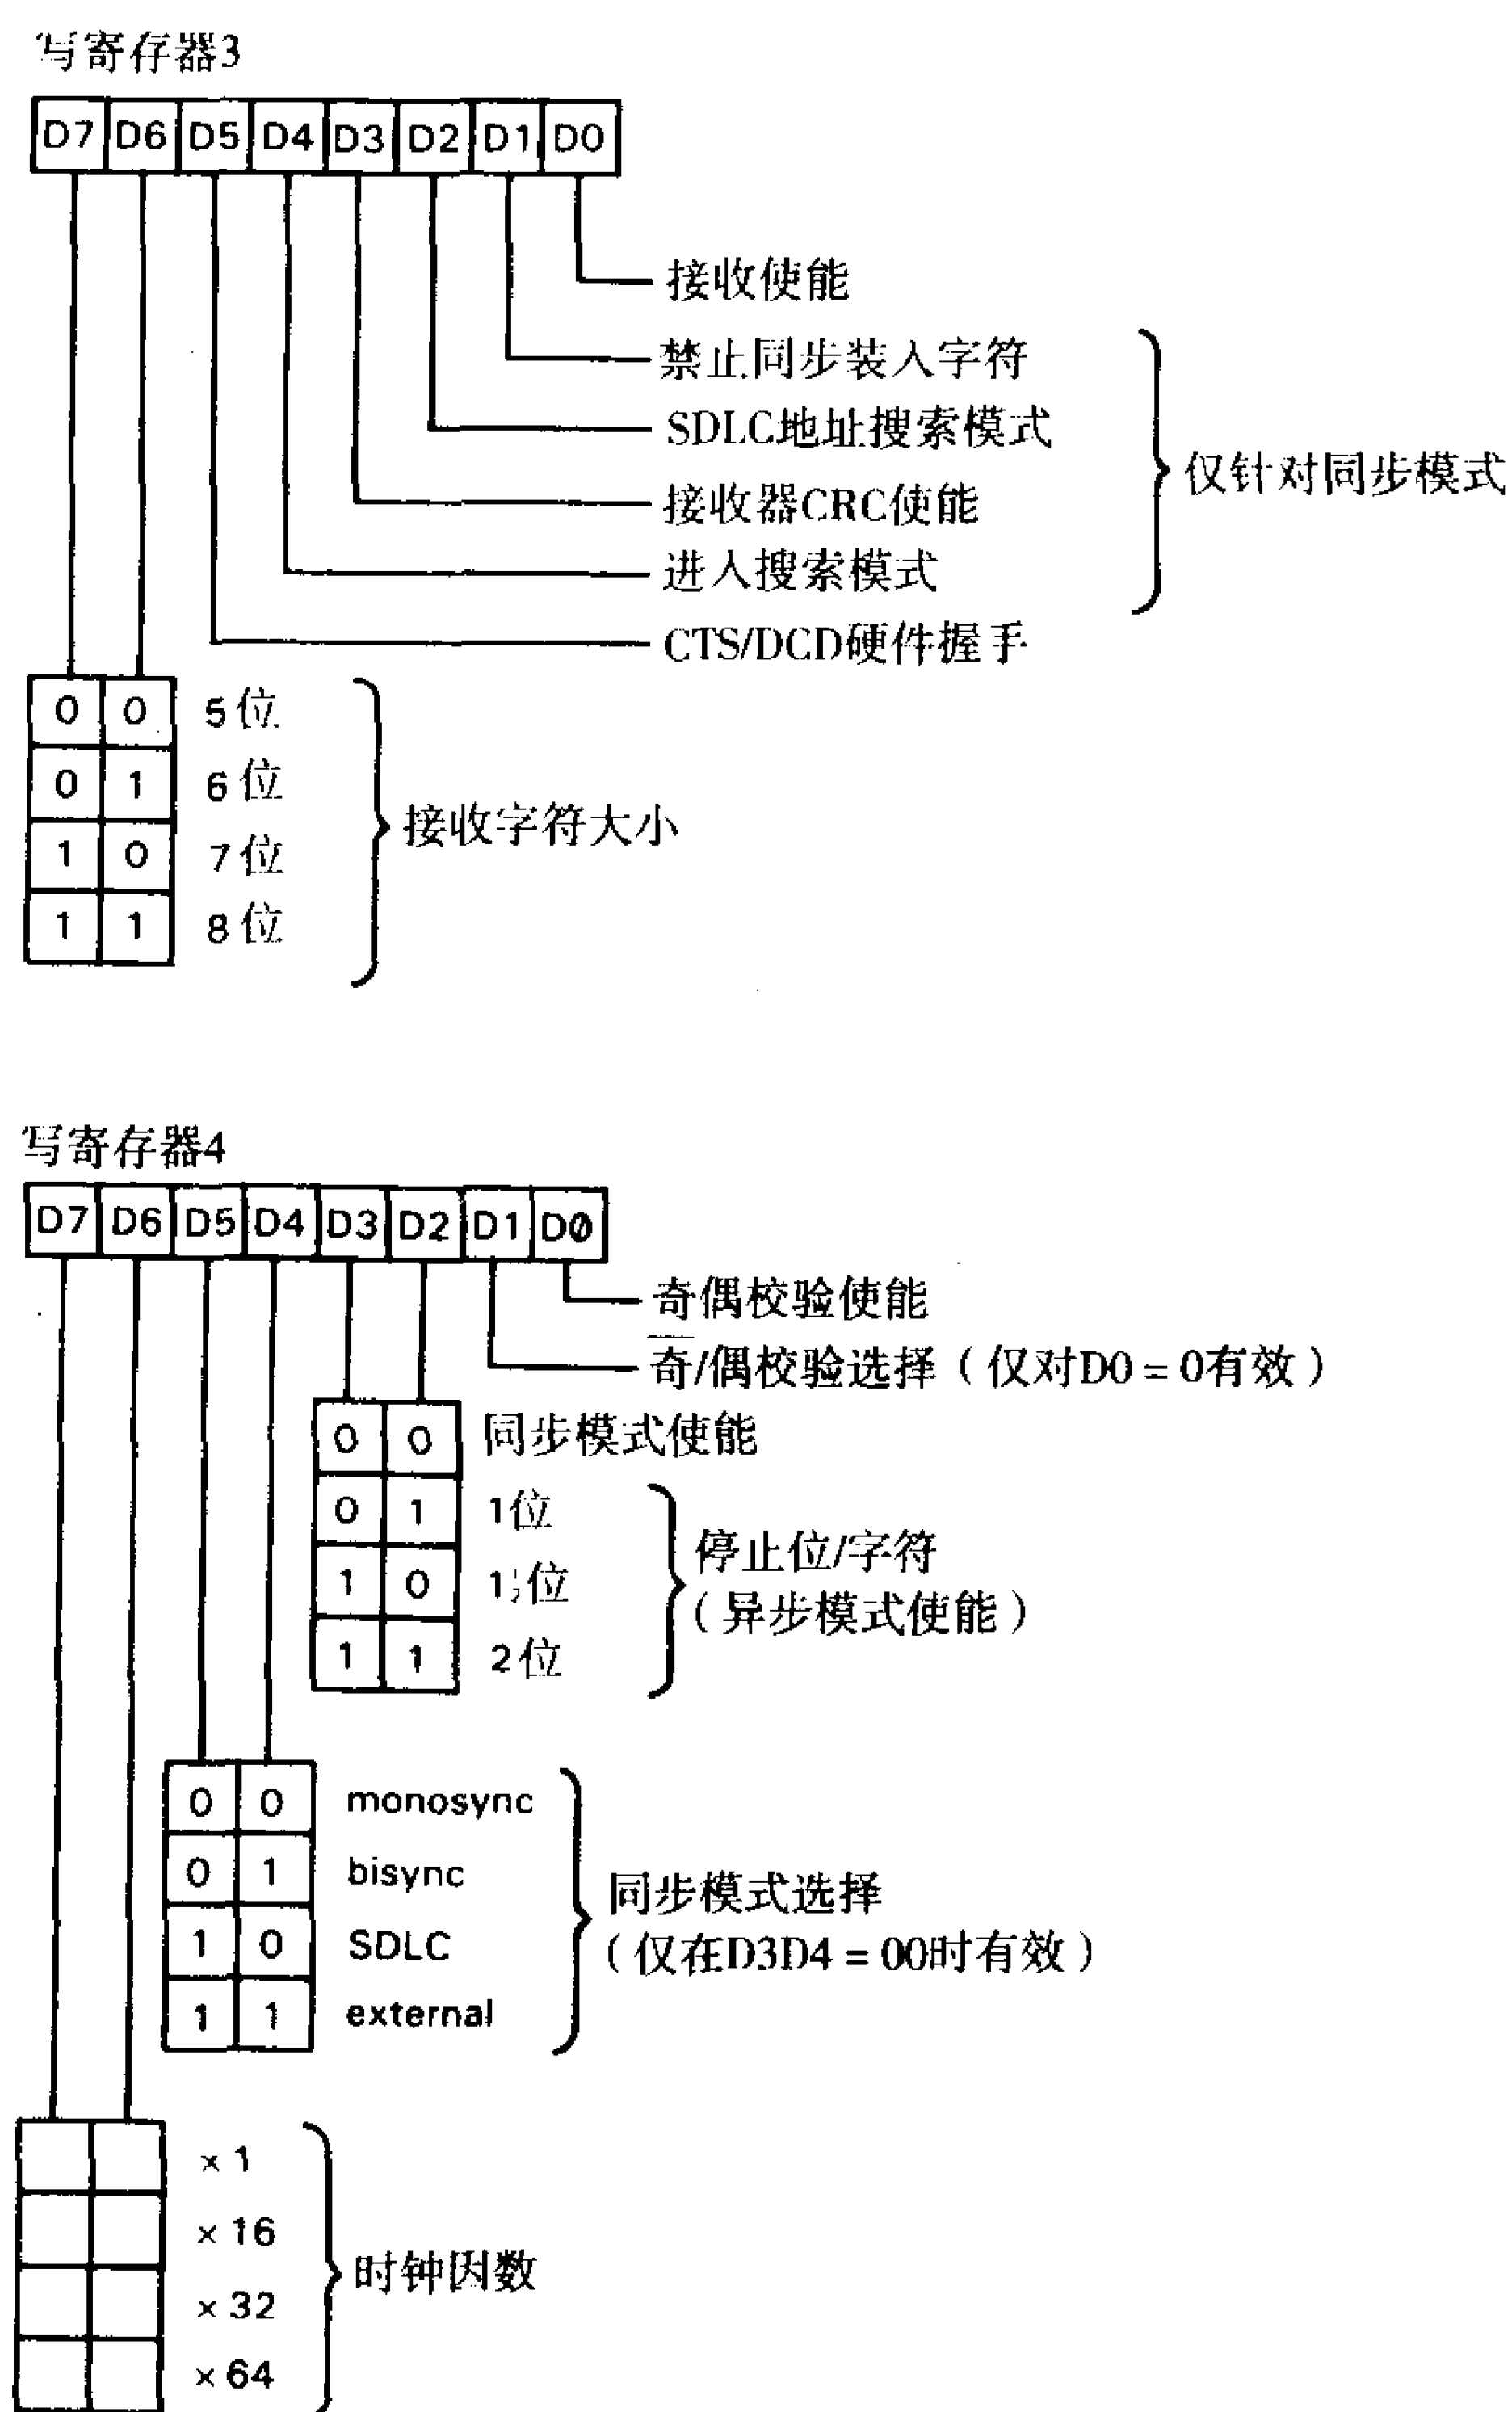 写寄存器3
D7 D6 D5 D4 D3 D2 D1 D0
接收使能
禁止同步装入字符
SDLC地址搜索模式
接收器CRC使能
进入搜索模式
仅针对同步模式
CTS/DCD硬件握手
0 0 5位
0 1 6位
1 0 7位
1 1 8位
接收字符大小
写寄存器4
D7 D6 D5 D4 D3 D2 D1 D0
奇偶校验使能
奇/偶校验选择（仅对D0 = 0有效）
0 0 同步模式使能
0 1 1位
1 0
1 1 2位
停止位/字符
（异步模式使能）
0 0 monosync
0 1 bisync
1 0 SDLC
1 1 external
同步模式选择
（仅在D3D4 = 00时有效）
× 1
× 16
× 32
× 64
时钟因数